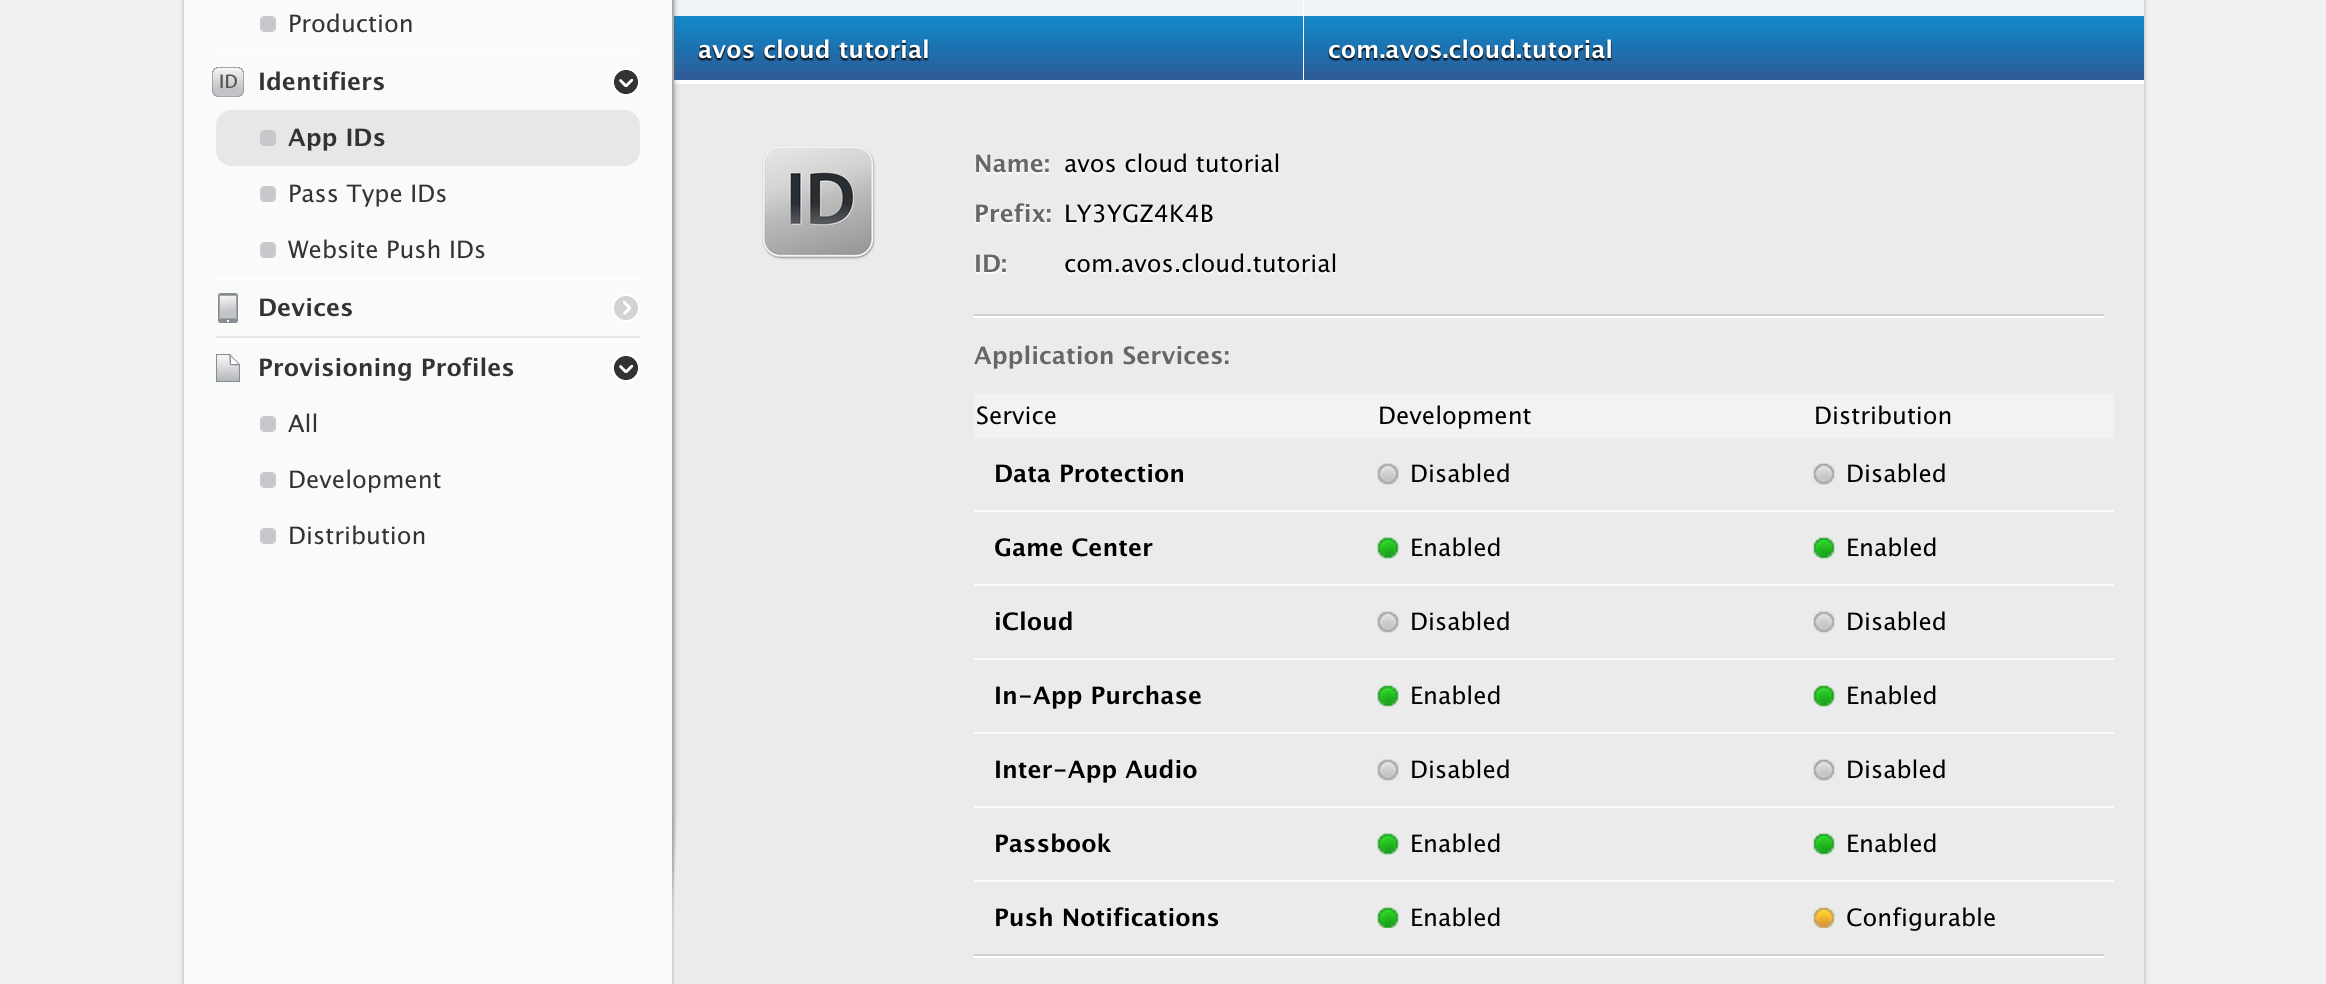 Production
ID Identifiers
App IDs
Pass Type IDs
Website Push IDs
Devices
Provisioning Profiles
All
Development
Distribution
avos cloud tutorial com.avos.cloud.tutorial
ID
Name: avos cloud tutorial
Prefix: LY3YGZ4K4B
ID: com.avos.cloud.tutorial
Application Services:
Service Development Distribution
Data Protection Disabled Disabled
Game Center Enabled Enabled
iCloud Disabled Disabled
In-App Purchase Enabled Enabled
Inter-App Audio Disabled Disabled
Passbook Enabled Enabled
Push Notifications Enabled Configurable